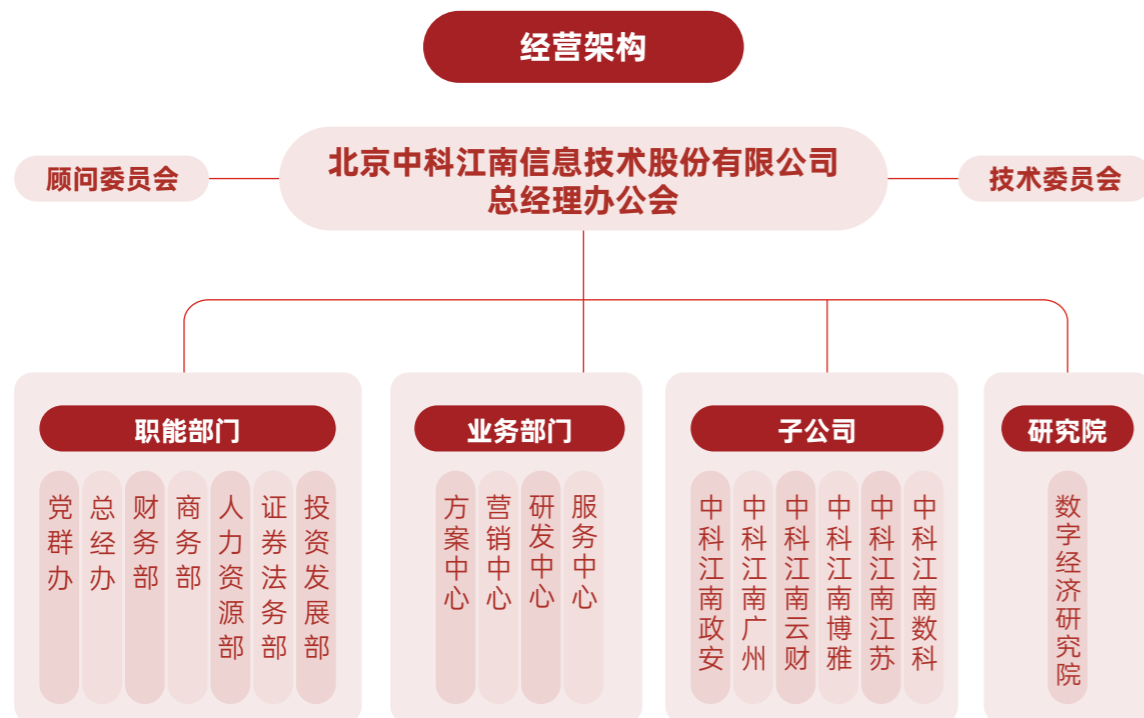 经营架构
北京中科江南信息技术股份有限公司
总经理办公会
顾问委员会
技术委员会
职能部门
党群办
总经办
财务部
商务部
人力资源部
证券法务部
投资发展部
业务部门
方案中心
营销中心
研发中心
服务中心
子公司
中科江南政安
中科江南广州
中科江南云财
中科江南博雅
中科江南江苏
中科江南数科
研究院
数字经济研究院